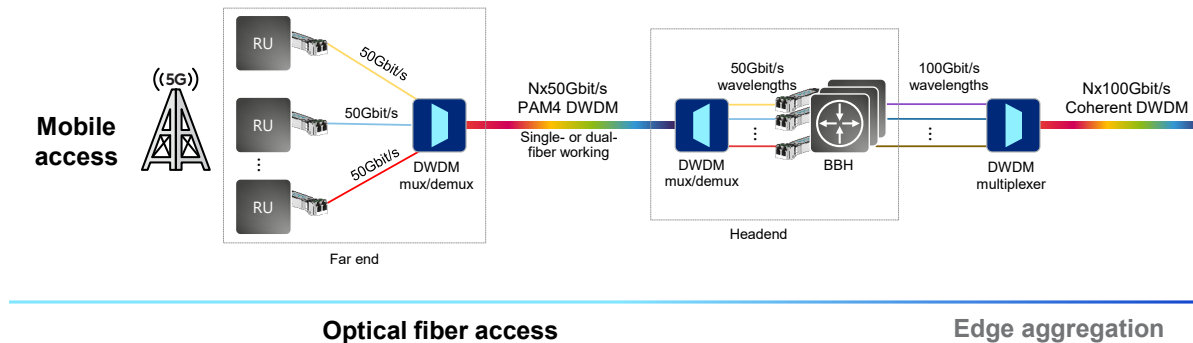 Mobile
access
((5G))
RU
RU
⋮
RU
50Gbit/s
50Gbit/s
50Gbit/s
DWDM
mux/demux
Far end
Nx50Gbit/s
PAM4 DWDM
Single- or dual-
fiber working
DWDM
mux/demux
50Gbit/s
wavelengths
⋮
BBH
Headend
100Gbit/s
wavelengths
⋮
DWDM
multiplexer
Nx100Gbit/s
Coherent DWDM
Optical fiber access
Edge aggregation